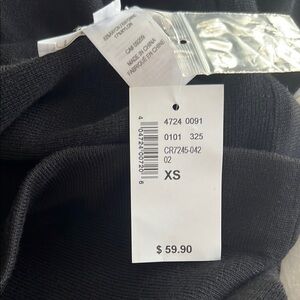 MADE IN CHINA
FABRIQUÉ EN CHINE
4724 0091
0101 325
CR7245-042
02
XS
$ 59.90